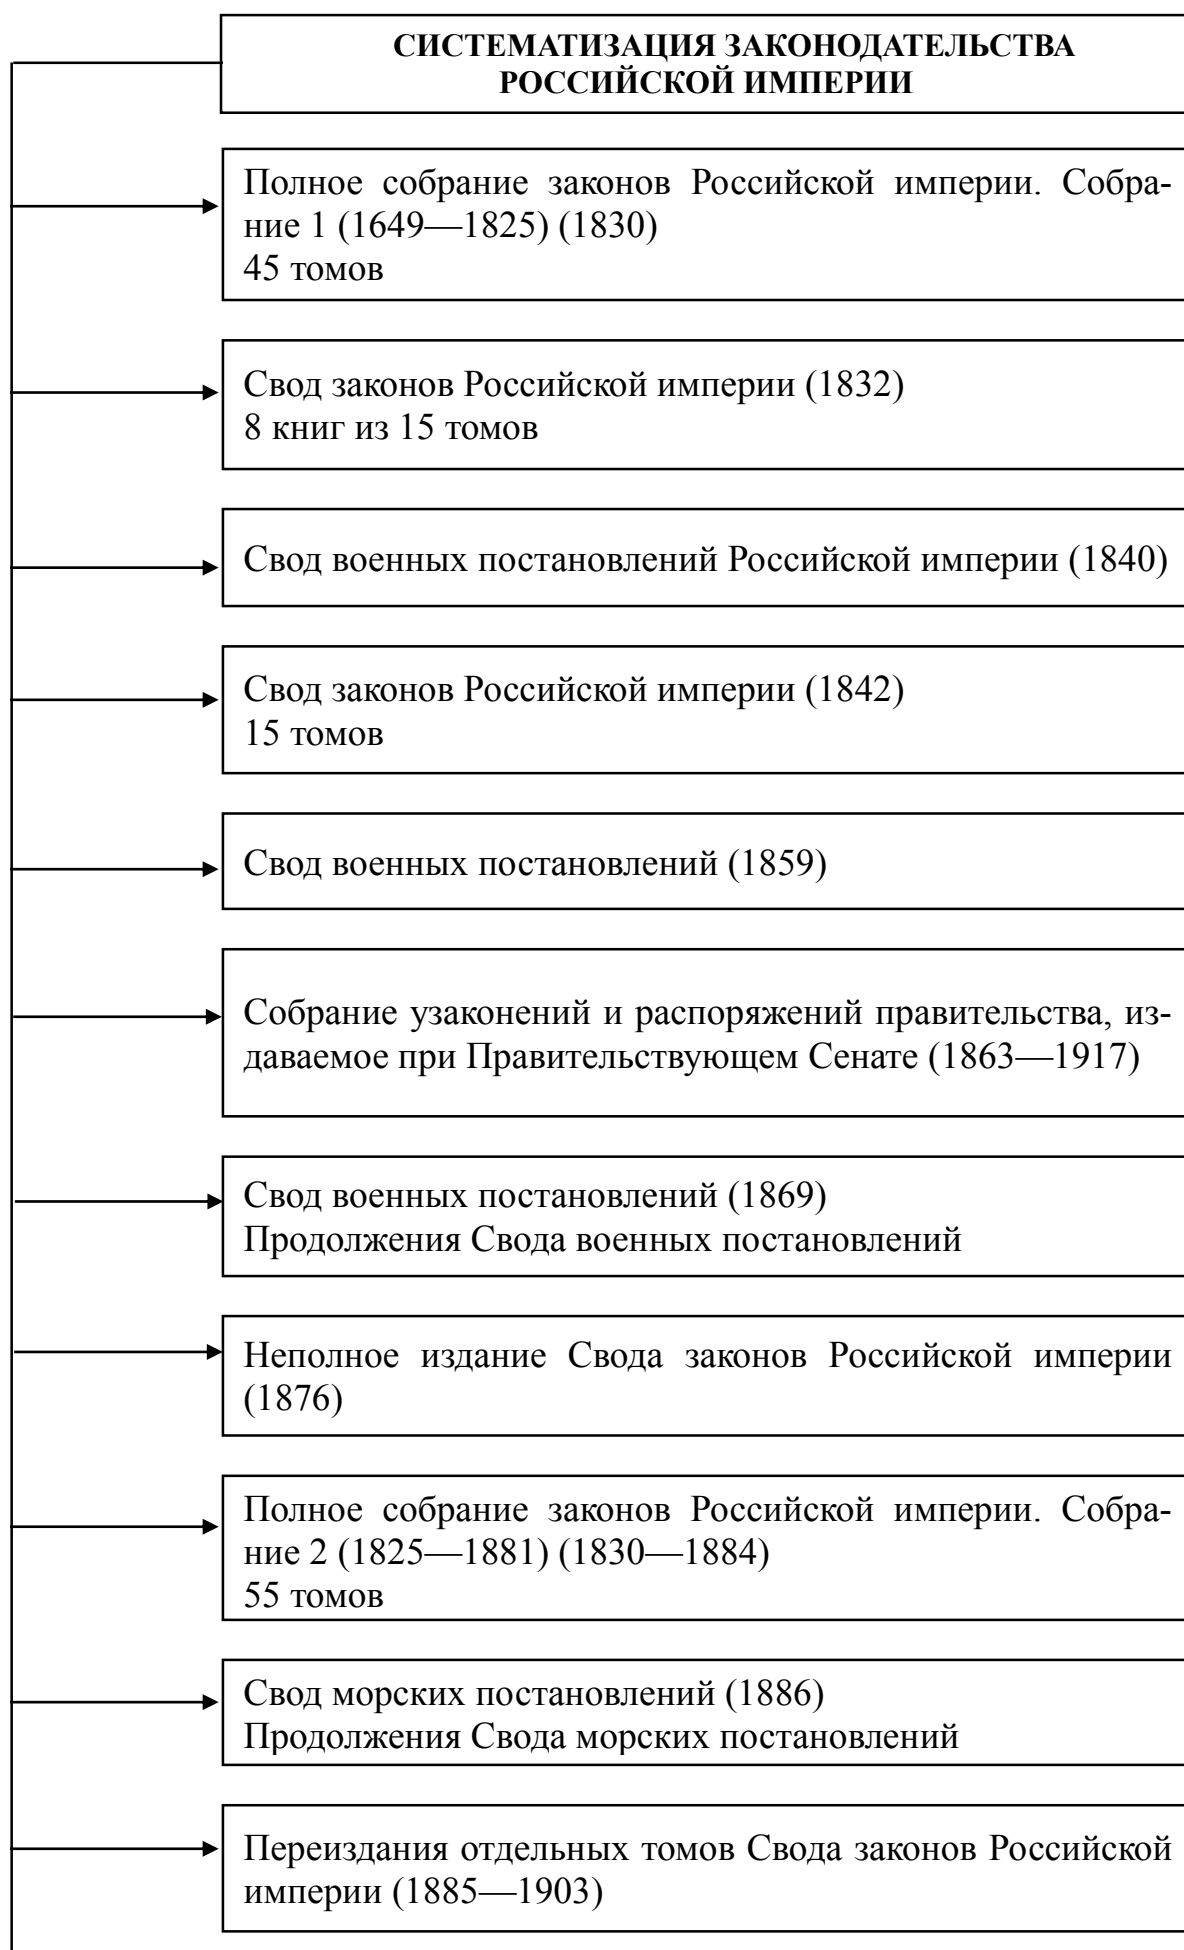 СИСТЕМАТИЗАЦИЯ ЗАКОНОДАТЕЛЬСТВА
РОССИЙСКОЙ ИМПЕРИИ
Полное собрание законов Российской империи. Собра-
ние 1 (1649—1825) (1830)
45 томов
Свод законов Российской империи (1832)
8 книг из 15 томов
Свод военных постановлений Российской империи (1840)
Свод законов Российской империи (1842)
15 томов
Свод военных постановлений (1859)
Собрание узаконений и распоряжений правительства, из-
даваемое при Правительствующем Сенате (1863—1917)
Свод военных постановлений (1869)
Продолжения Свода военных постановлений
Неполное издание Свода законов Российской империи
(1876)
Полное собрание законов Российской империи. Собра-
ние 2 (1825—1881) (1830—1884)
55 томов
Свод морских постановлений (1886)
Продолжения Свода морских постановлений
Переиздания отдельных томов Свода законов Российской
империи (1885—1903)